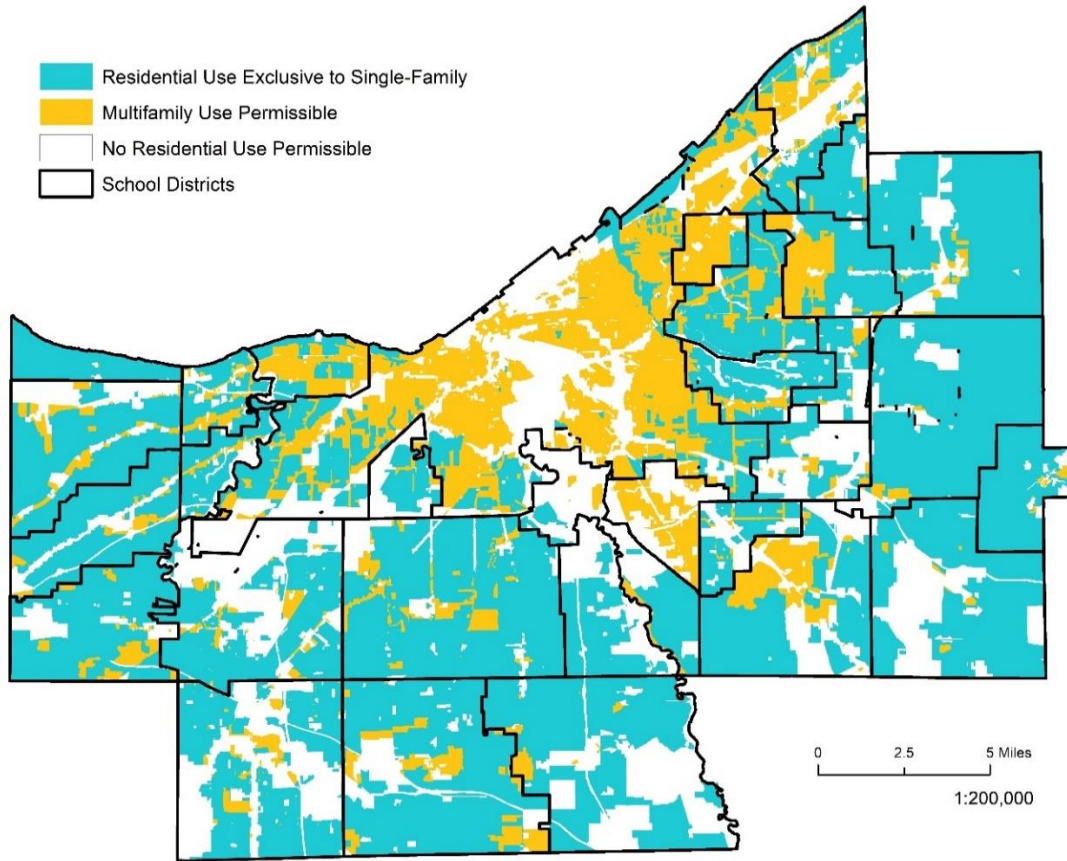 Residential Use Exclusive to Single-Family
Multifamily Use Permissible
No Residential Use Permissible
School Districts
0 2.5 5 Miles
1:200,000